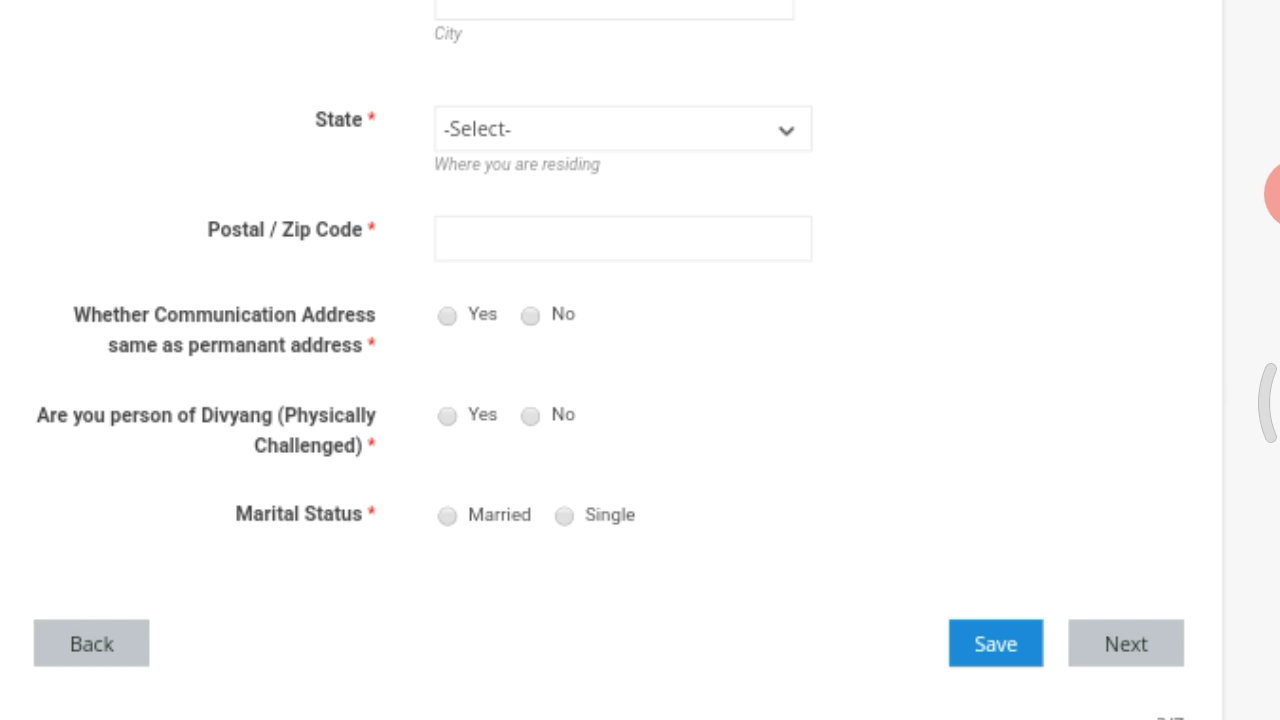 City
State *
-Select-
Where you are residing
Postal / Zip Code *
Whether Communication Address
same as permanant address *
Yes No
Are you person of Divyang (Physically
Challenged) *
Yes No
Marital Status *
Married Single
Back
Save
Next